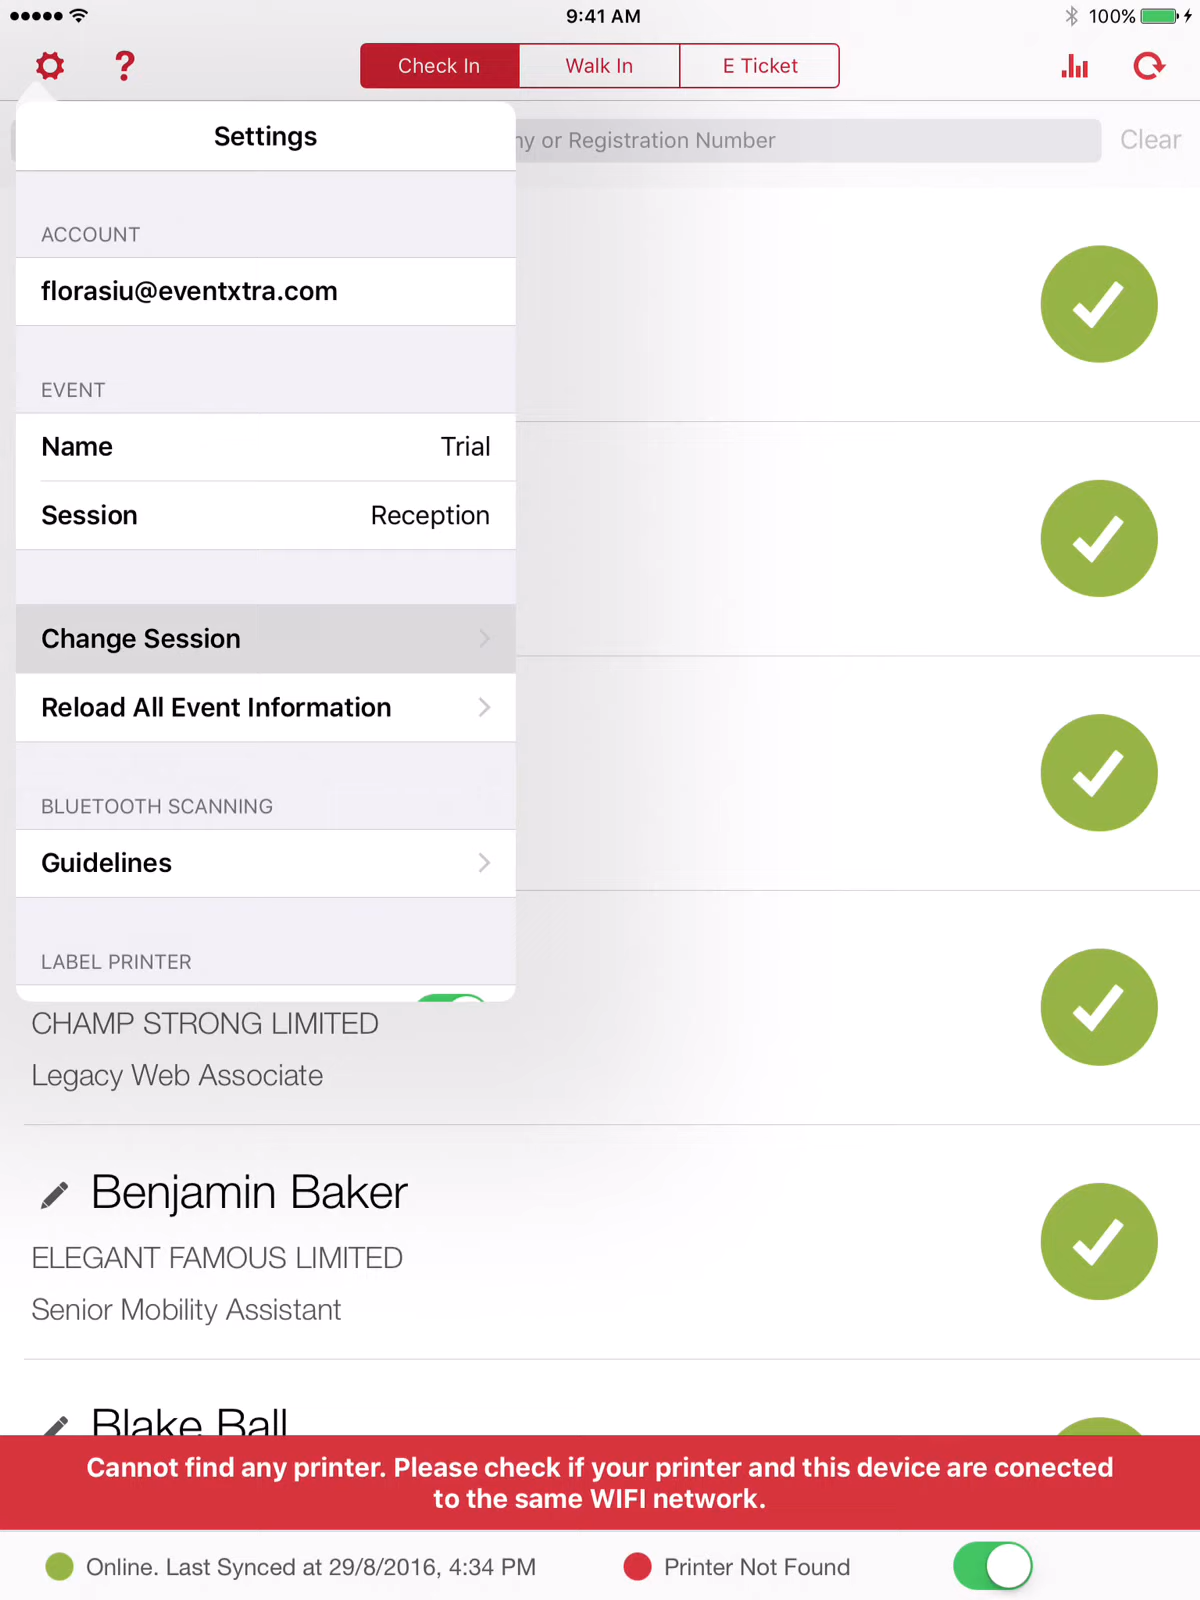 9:41 AM
100%
?
Check In
Walk In
E Ticket
Settings
ny or Registration Number
Clear
ACCOUNT
florasiu@eventxtra.com
EVENT
Name
Trial
Session
Reception
Change Session
Reload All Event Information
BLUETOOTH SCANNING
Guidelines
LABEL PRINTER
CHAMP STRONG LIMITED
Legacy Web Associate
Benjamin Baker
ELEGANT FAMOUS LIMITED
Senior Mobility Assistant
Blake Ball
Cannot find any printer. Please check if your printer and this device are conected
to the same WIFI network.
Online. Last Synced at 29/8/2016, 4:34 PM
Printer Not Found